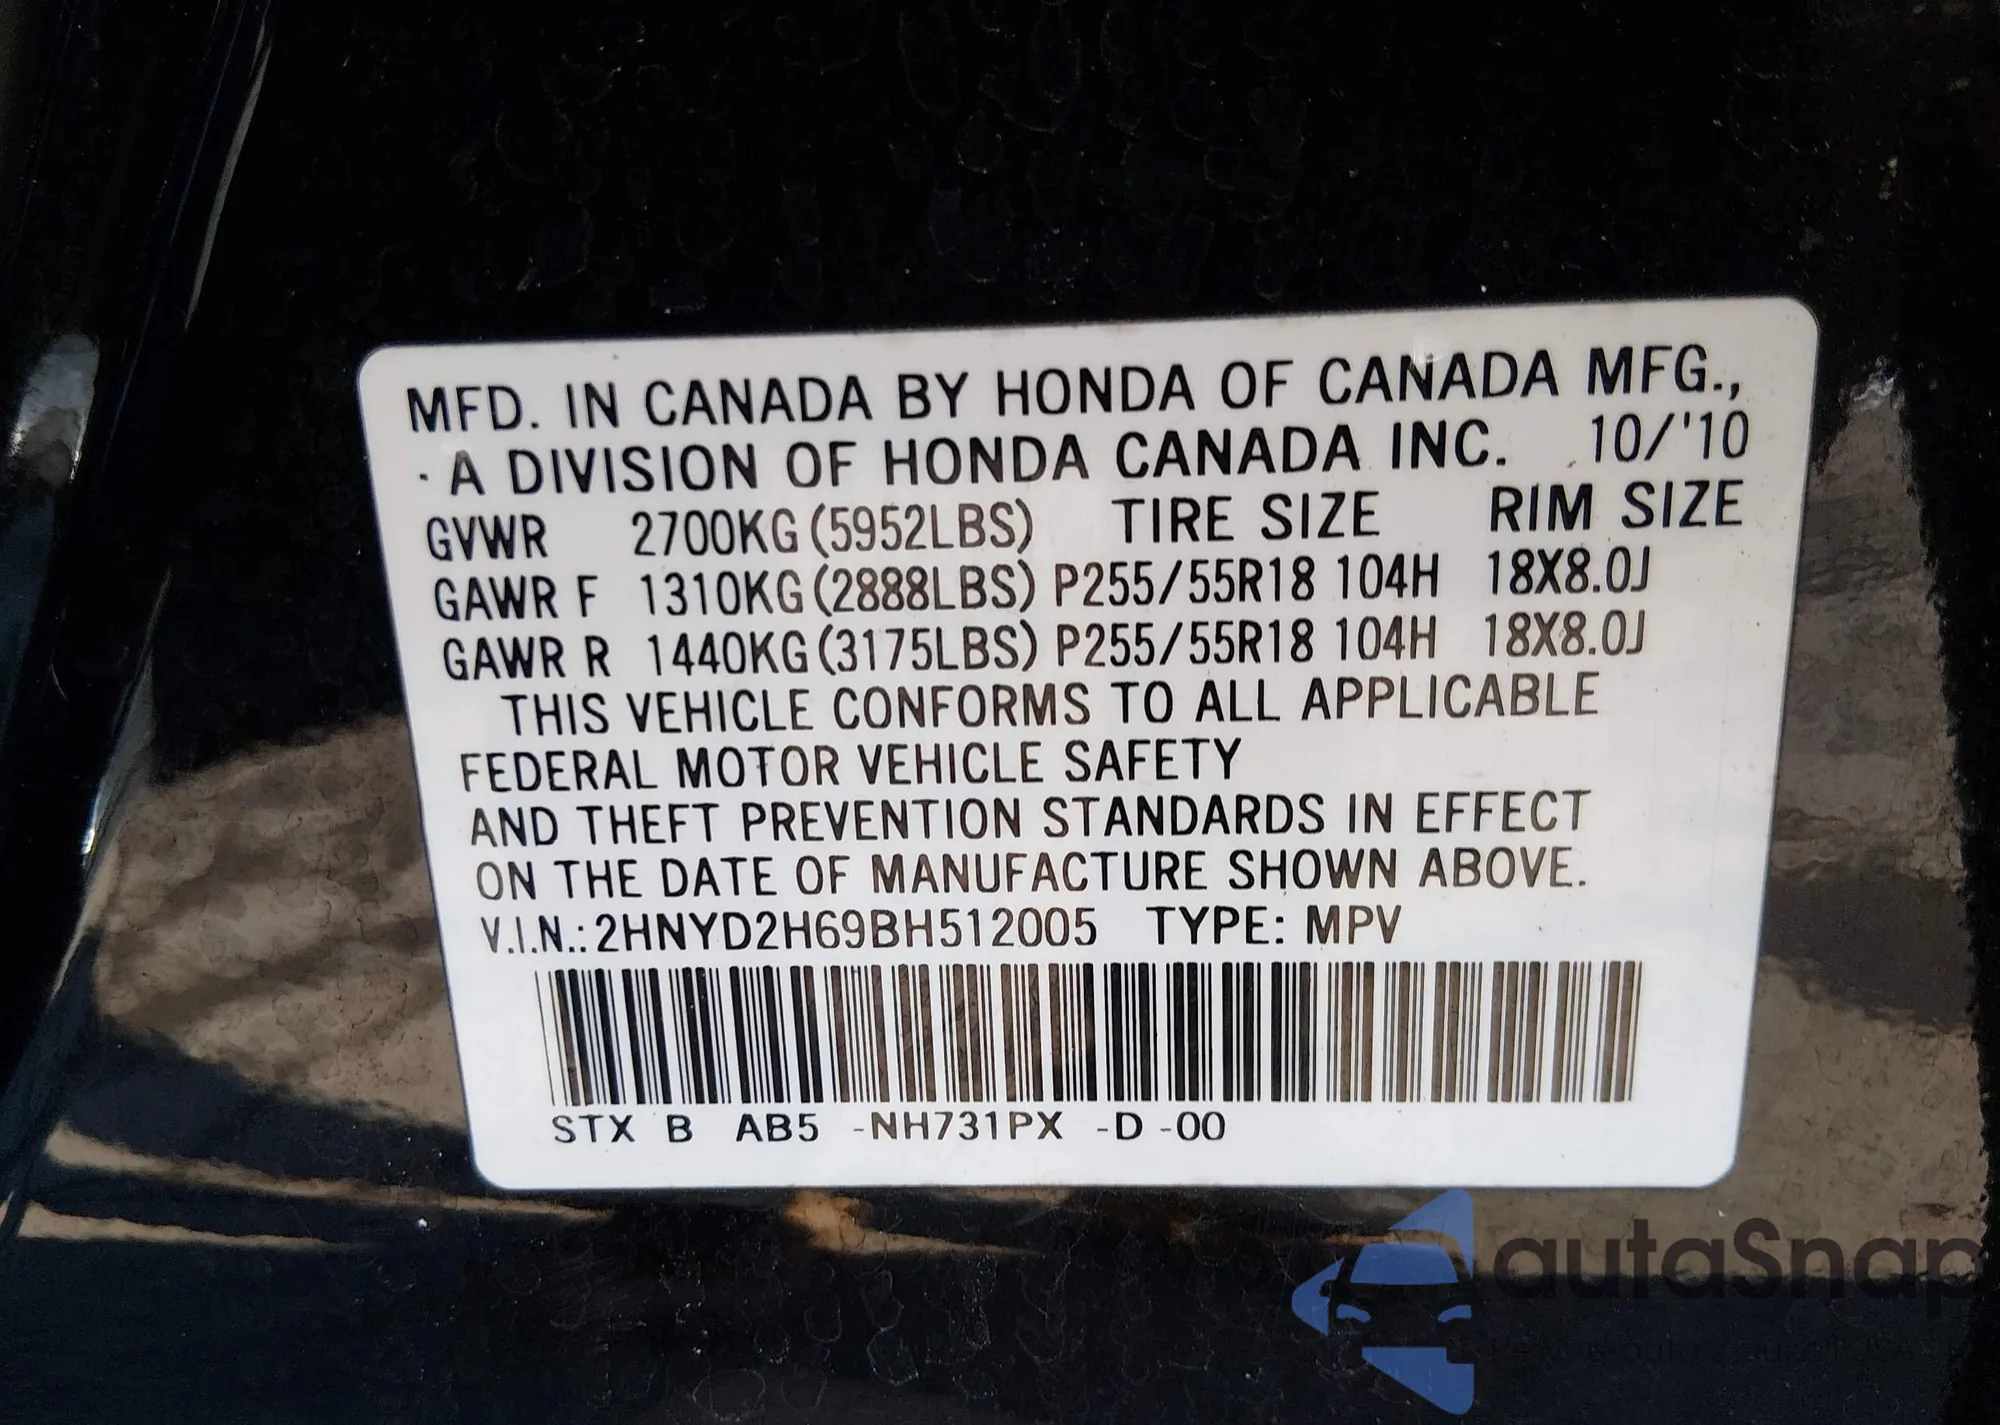 MFD. IN CANADA BY HONDA OF CANADA MFG.,
A DIVISION OF HONDA CANADA INC. 10/'10
GVWR 2700KG (5952LBS) TIRE SIZE RIM SIZE
GAWR F 1310KG (2888LBS) P255/55R18 104H 18X8.0J
GAWR R 1440KG (3175LBS) P255/55R18 104H 18X8.0J
THIS VEHICLE CONFORMS TO ALL APPLICABLE
FEDERAL MOTOR VEHICLE SAFETY
AND THEFT PREVENTION STANDARDS IN EFFECT
ON THE DATE OF MANUFACTURE SHOWN ABOVE.
V.I.N.: 2HNYD2H69BH512005 TYPE: MPV
STX B AB5 -NH731PX -D -00
autaSnap